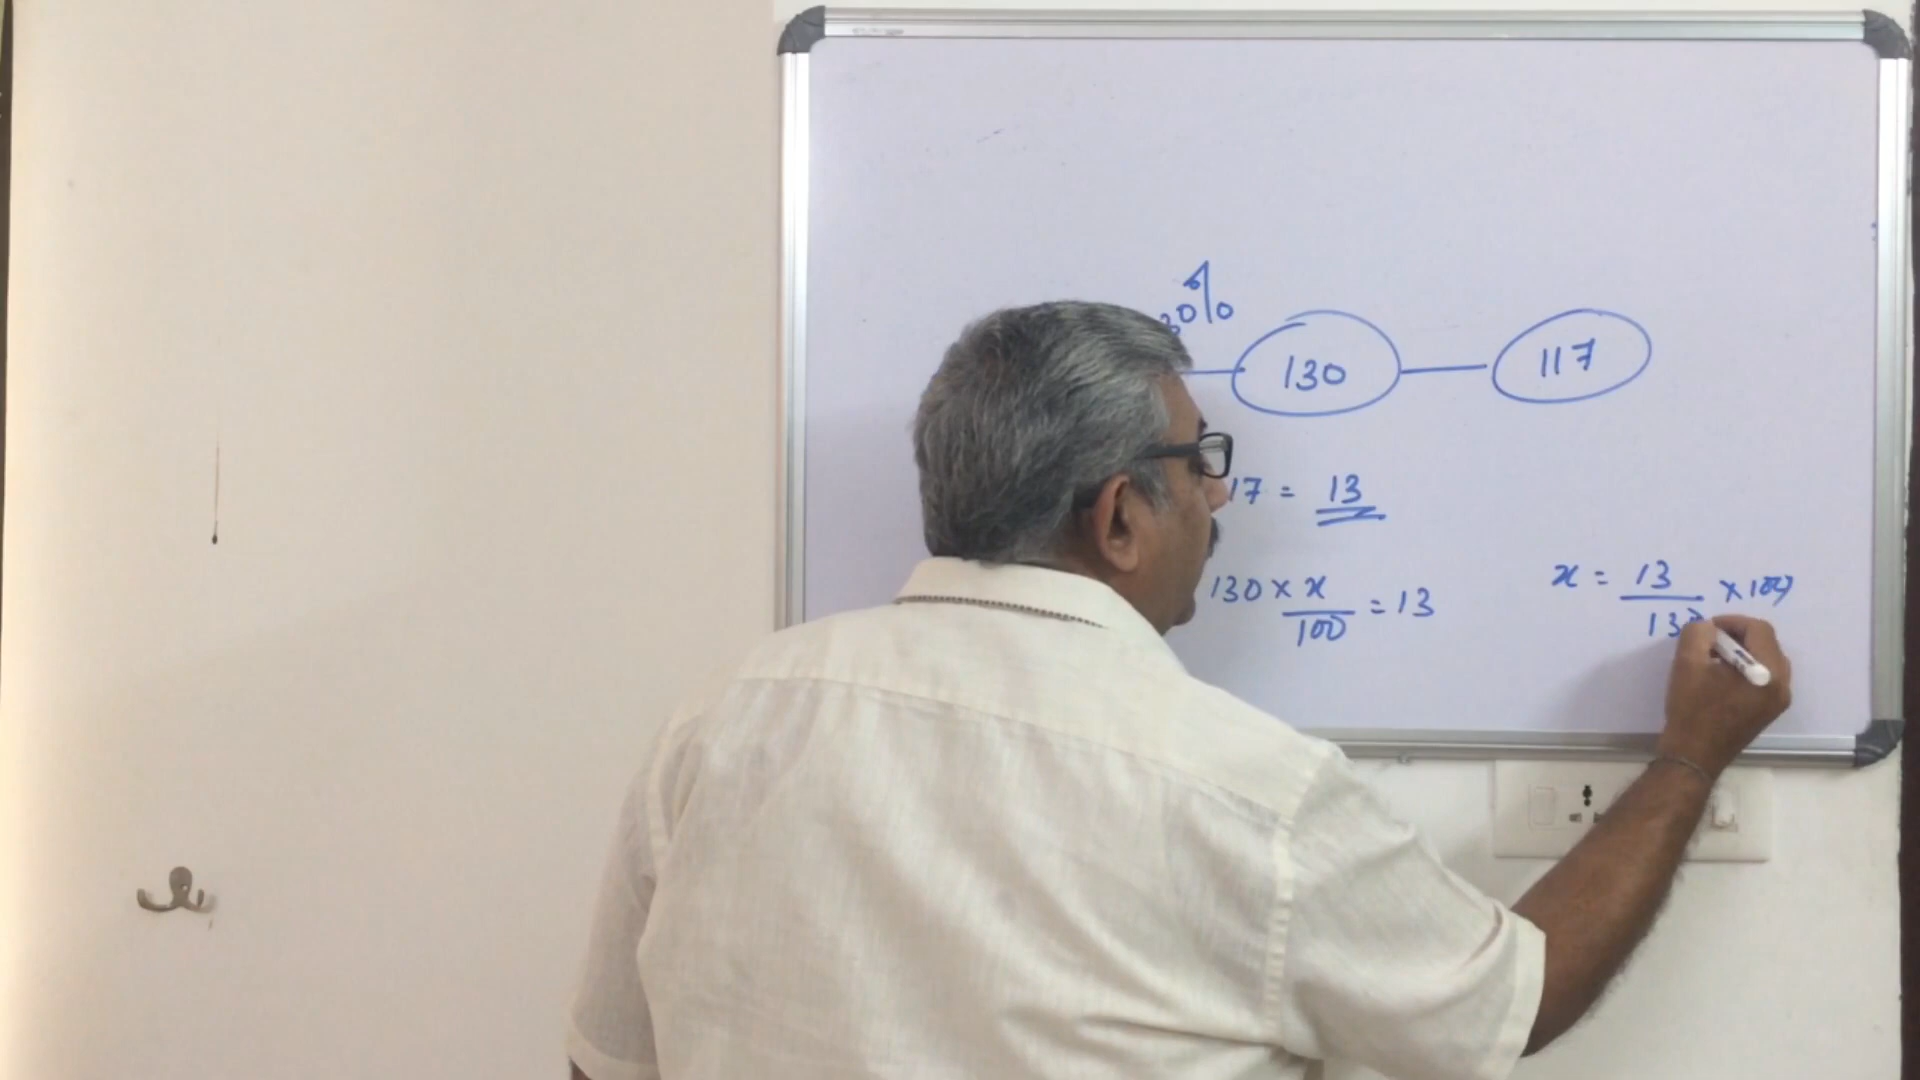 30%
130
117
17 = 13
130 × x/100 = 13
x = 13/130 × 100